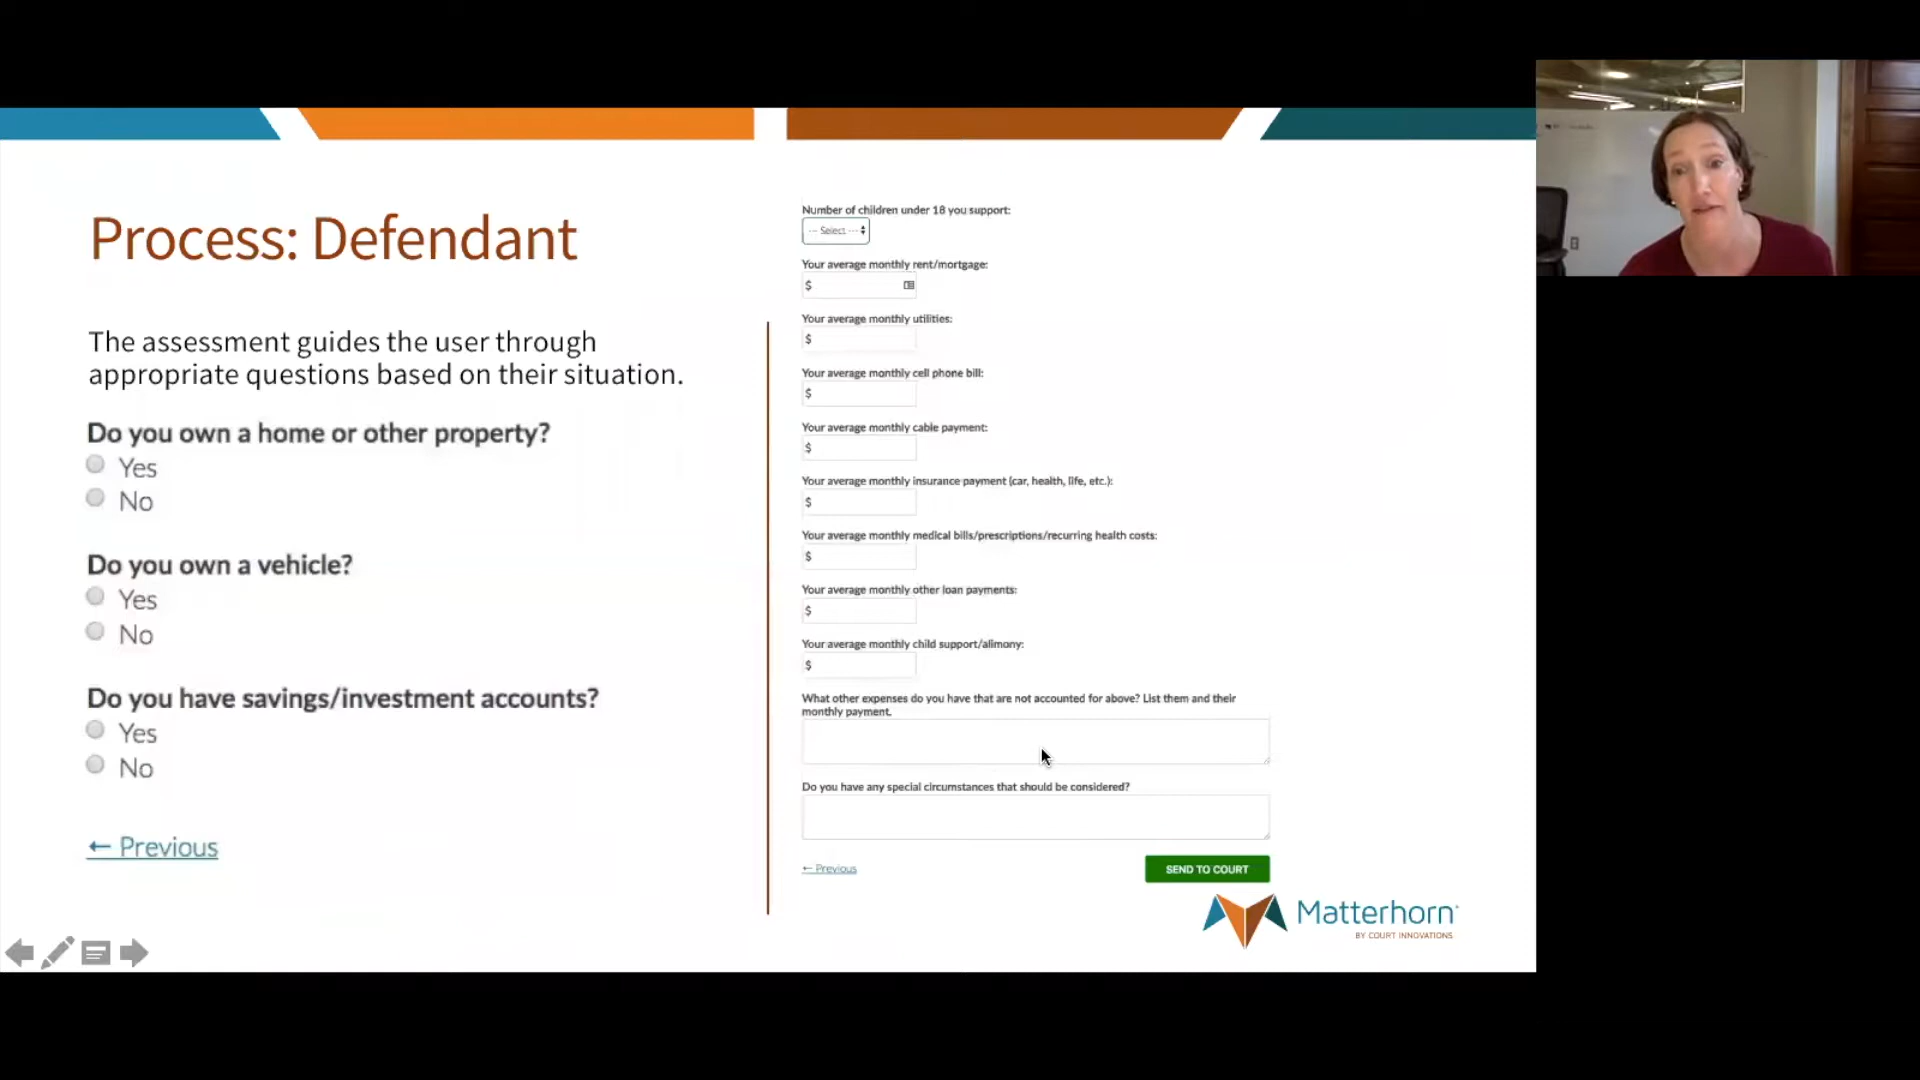 Process: Defendant
The assessment guides the user through
appropriate questions based on their situation.
Do you own a home or other property?
Yes
No
Do you own a vehicle?
Yes
No
Do you have savings/investment accounts?
Yes
No
← Previous
Number of children under 18 you support:
--- Select ---
Your average monthly rent/mortgage:
$
Your average monthly utilities:
$
Your average monthly cell phone bill:
$
Your average monthly cable payment:
$
Your average monthly insurance payment (car, health, life, etc.):
$
Your average monthly medical bills/prescriptions/recurring health costs:
$
Your average monthly other loan payments:
$
Your average monthly child support/alimony:
$
What other expenses do you have that are not accounted for above? List them and their
monthly payment.
Do you have any special circumstances that should be considered?
← Previous
SEND TO COURT
Matterhorn
BY COURT INNOVATIONS